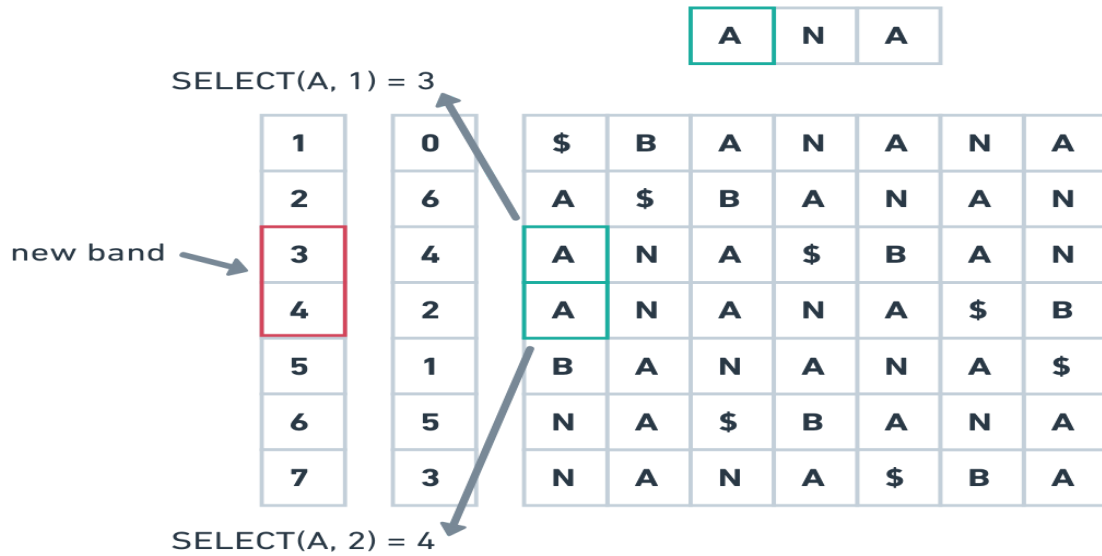 A N A
SELECT(A, 1) = 3
1 0 $ B A N A N A
2 6 A $ B A N A N
new band
3 4 A N A $ B A N
4 2 A N A N A $ B
5 1 B A N A N A $
6 5 N A $ B A N A
7 3 N A N A $ B A
SELECT(A, 2) = 4